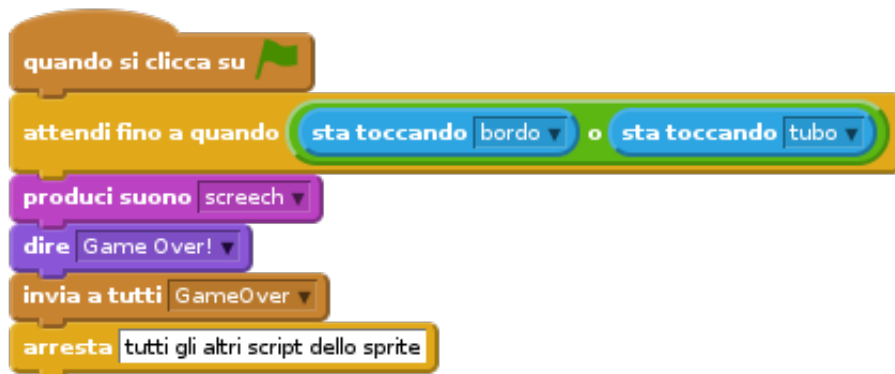 quando si clicca su
attendi fino a quando sta toccando bordo o sta toccando tubo
produci suono screech
dire Game Over!
invia a tutti GameOver
arresta tutti gli altri script dello sprite